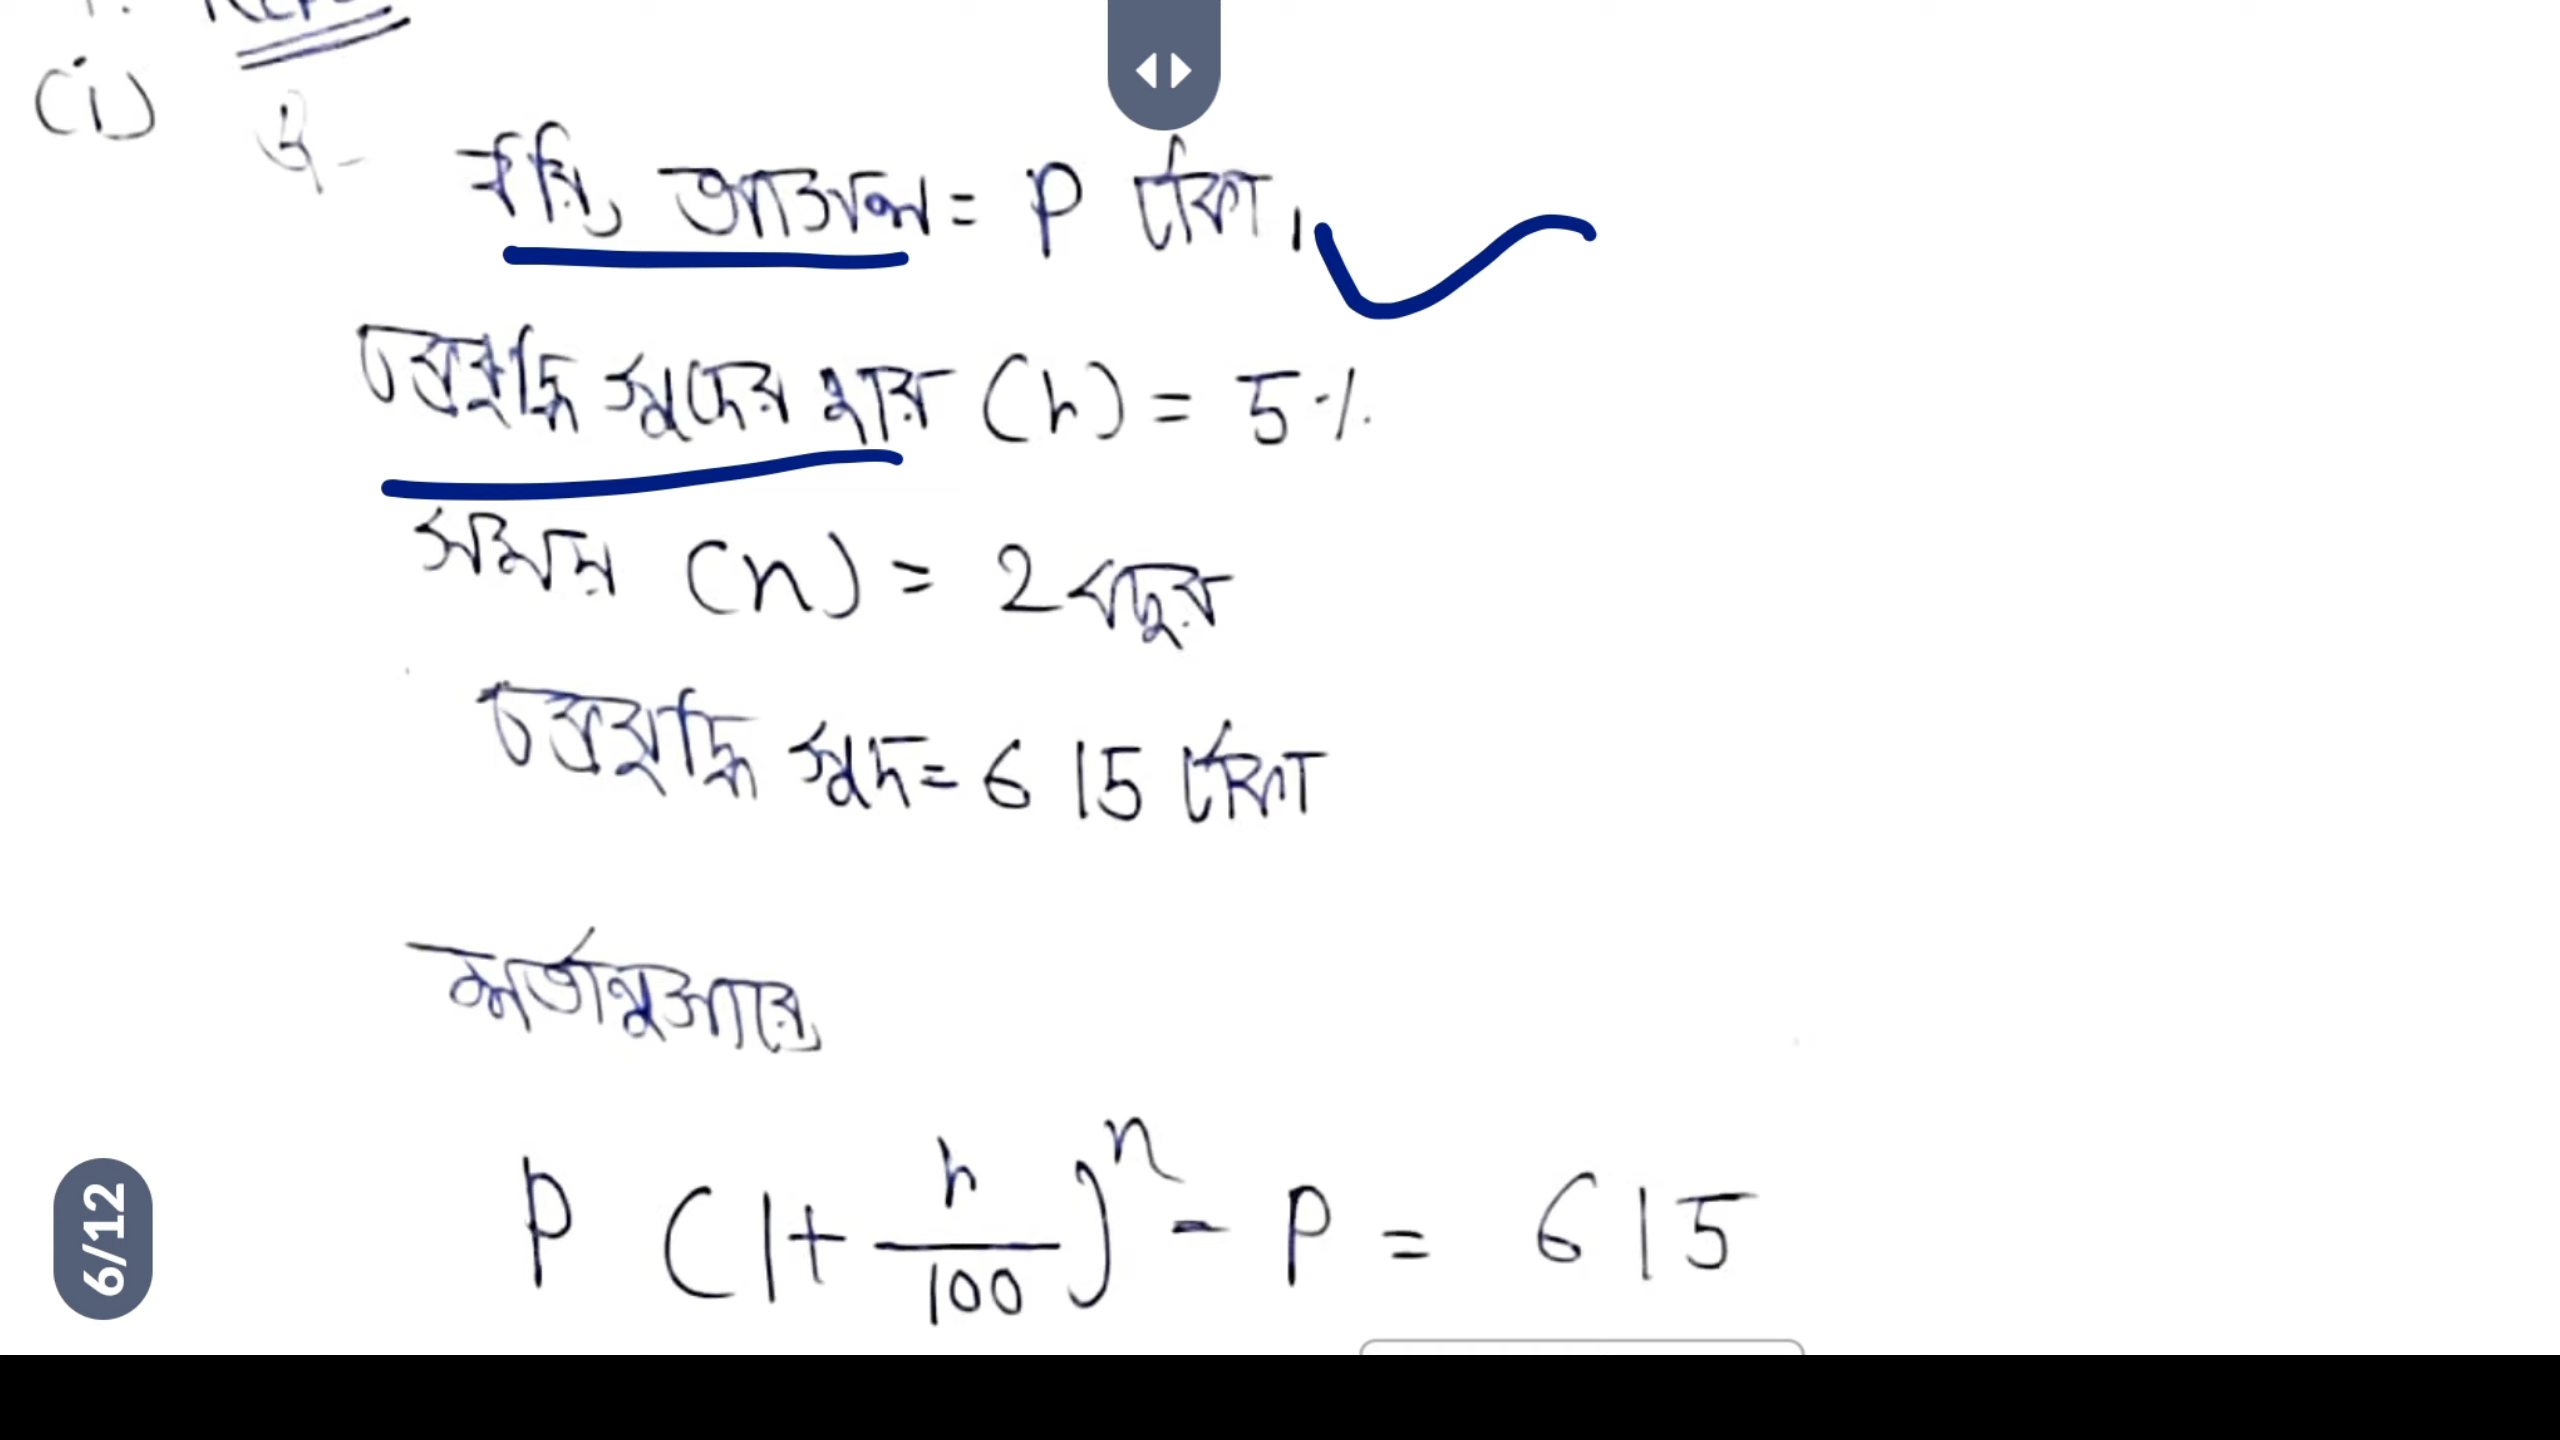 (i)
উ-
ধরি, আসল = P টাকা,
চক্রবৃদ্ধি সুদের হার (r) = 5%
সময় (n) = 2 বছর
চক্রবৃদ্ধি সুদ = 615 টাকা
শর্তানুসারে,
P (1 + r/100)^n - P = 615
6/12